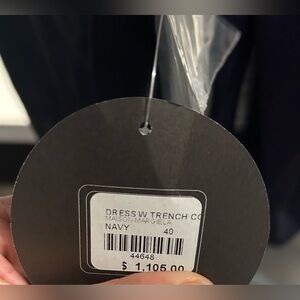 DRESS W TRENCH CO
MAISON MARGIELA
NAVY 40
44648
$ 1,105.00